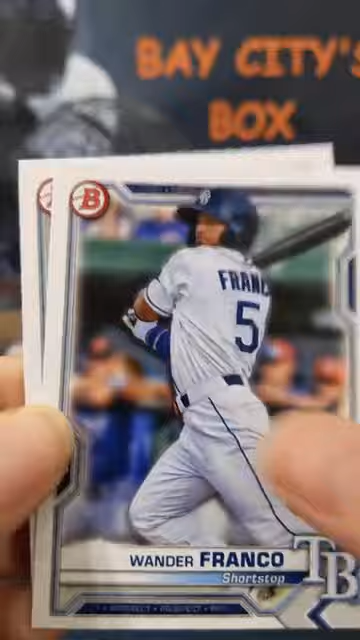 BAY CITY'S
BOX
B
FRANC
5
WANDER FRANCO
Shortstop
TB